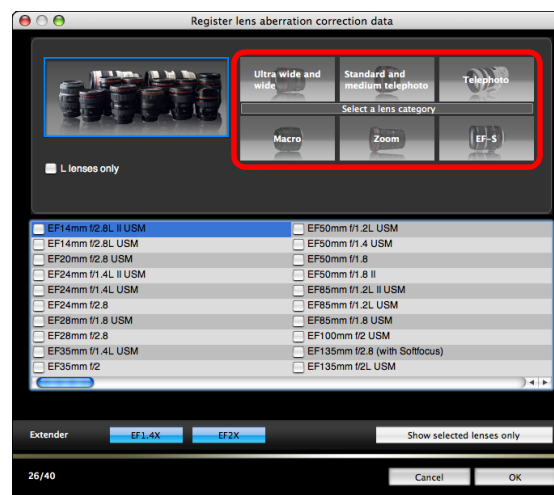 Register lens aberration correction data
Ultra wide and wide
Standard and medium telephoto
Telephoto
Select a lens category
Macro
Zoom
EF-S
L lenses only
EF14mm f/2.8L II USM
EF14mm f/2.8L USM
EF20mm f/2.8 USM
EF24mm f/1.4L II USM
EF24mm f/1.4L USM
EF24mm f/2.8
EF28mm f/1.8 USM
EF28mm f/2.8
EF35mm f/1.4L USM
EF35mm f/2
EF50mm f/1.2L USM
EF50mm f/1.4 USM
EF50mm f/1.8
EF50mm f/1.8 II
EF85mm f/1.2L II USM
EF85mm f/1.2L USM
EF85mm f/1.8 USM
EF100mm f/2 USM
EF135mm f/2.8 (with Softfocus)
EF135mm f/2L USM
Extender
EF1.4X
EF2X
Show selected lenses only
26/40
Cancel
OK